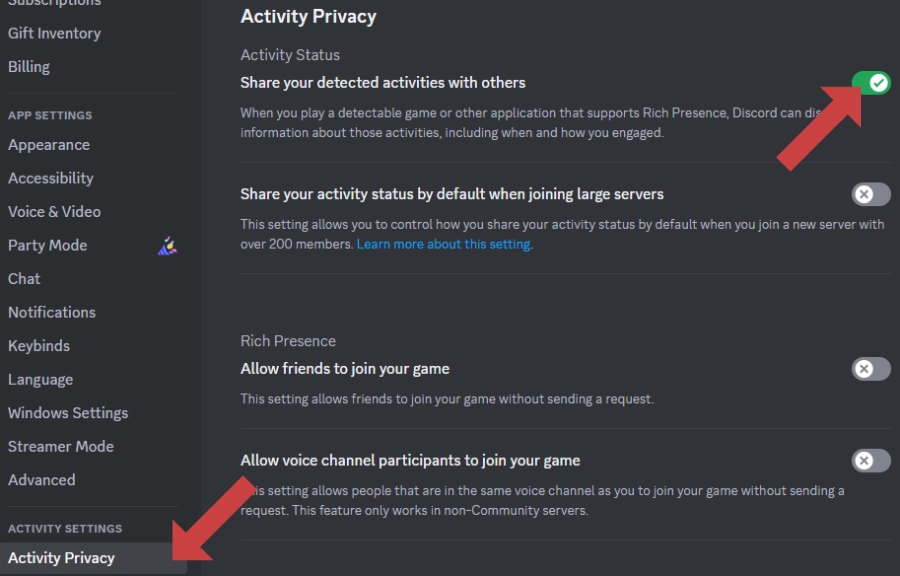 Subscriptions
Gift Inventory
Billing
APP SETTINGS
Appearance
Accessibility
Voice & Video
Party Mode
Chat
Notifications
Keybinds
Language
Windows Settings
Streamer Mode
Advanced
ACTIVITY SETTINGS
Activity Privacy
Activity Privacy
Activity Status
Share your detected activities with others
When you play a detectable game or other application that supports Rich Presence, Discord can
information about those activities, including when and how you engaged.
Share your activity status by default when joining large servers
This setting allows you to control how you share your activity status by default when you join a new server with
over 200 members. Learn more about this setting.
Rich Presence
Allow friends to join your game
This setting allows friends to join your game without sending a request.
Allow voice channel participants to join your game
setting allows people that are in the same voice channel as you to join your game without sending a
request. This feature only works in non-Community servers.